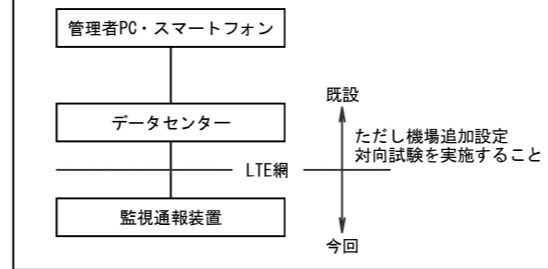 管理者PC・スマートフォン
既設
データセンター
ただし機場追加設定
対向試験を実施すること
LTE網
監視通報装置
今回